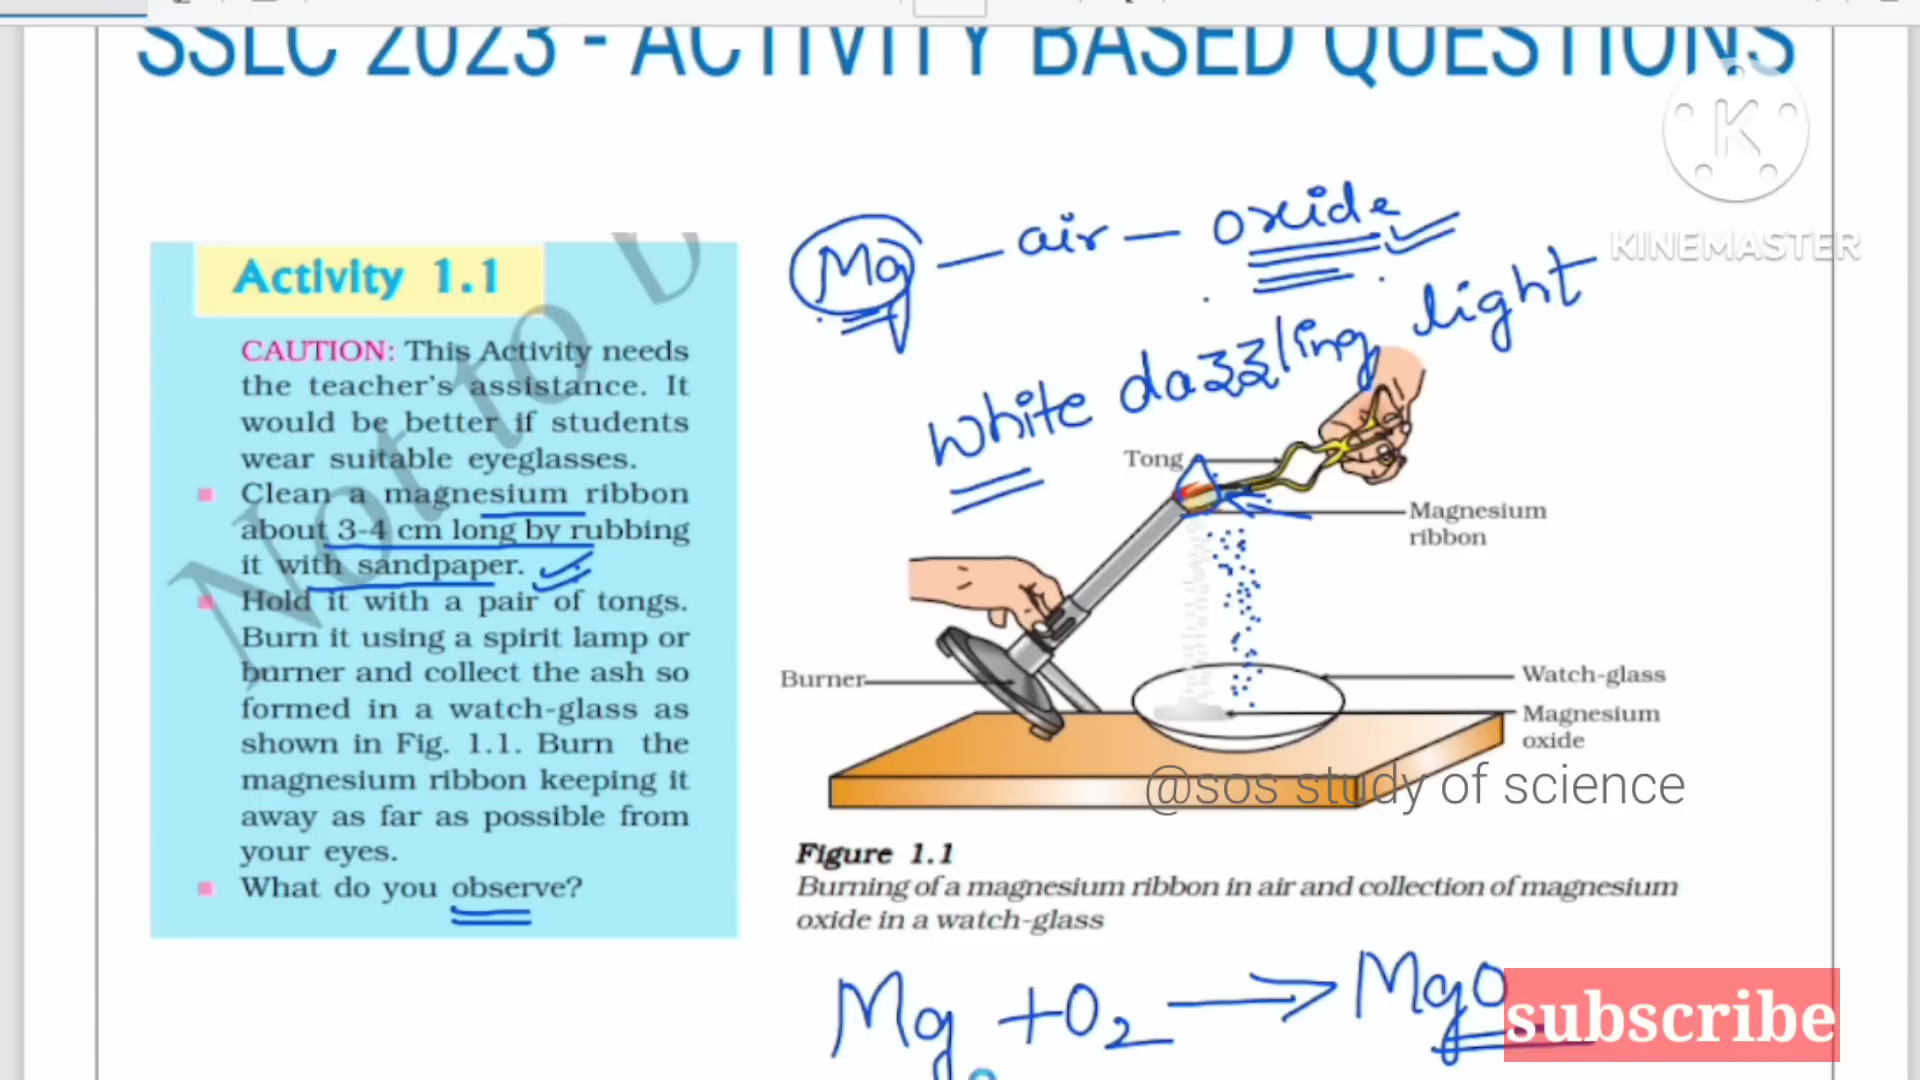 SSLC 2023 - ACTIVITY BASED QUESTIONS
K
KINEMASTER
Mg — air — oxide
white dazzling light
Activity 1.1
Not to b
CAUTION: This Activity needs
the teacher's assistance. It
would be better if students
wear suitable eyeglasses.
Clean a magnesium ribbon
about 3-4 cm long by rubbing
it with sandpaper.
Hold it with a pair of tongs.
Burn it using a spirit lamp or
burner and collect the ash so
formed in a watch-glass as
shown in Fig. 1.1. Burn the
magnesium ribbon keeping it
away as far as possible from
your eyes.
What do you observe?
Tong
Magnesium
ribbon
Burner
Watch-glass
Magnesium
oxide
@sos study of science
Figure 1.1
Burning of a magnesium ribbon in air and collection of magnesium
oxide in a watch-glass
Mg + O2 → MgO
subscribe